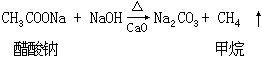 CH₃COONa + NaOH △ CaO Na₂CO₃ + CH₄ ↑
醋酸钠 甲烷